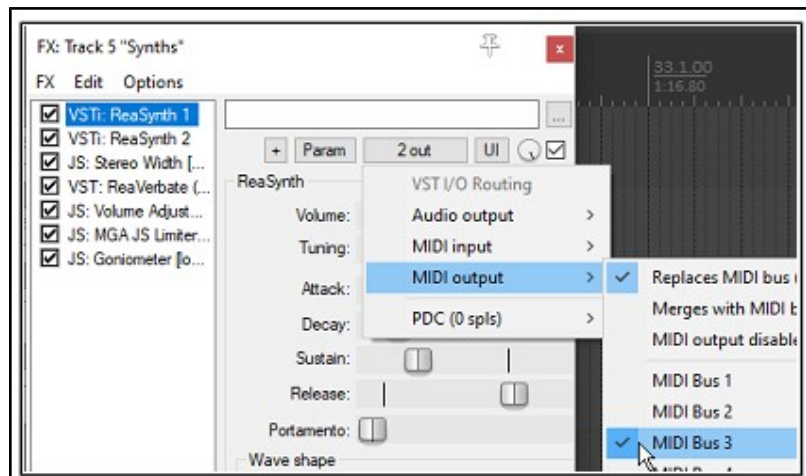 FX: Track 5 "Synths"
FX Edit Options
VSTi: ReaSynth 1
VSTi: ReaSynth 2
JS: Stereo Width [...
VST: ReaVerbate (...
JS: Volume Adjust...
JS: MGA JS Limiter...
JS: Goniometer [lo...
...
+ Param 2 out UI
ReaSynth
Volume:
Tuning:
Attack:
Decay:
Sustain:
Release:
Portamento:
Wave shape
VST I/O Routing
Audio output >
MIDI input >
MIDI output >
PDC (0 spls) >
Replaces MIDI bus
Merges with MIDI b
MIDI output disable
MIDI Bus 1
MIDI Bus 2
MIDI Bus 3
33.1.00
1:16.80